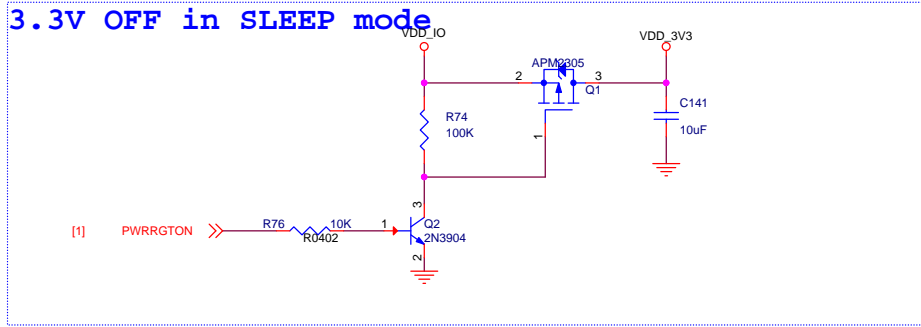 3.3V OFF in SLEEP mode
VDD_IO
VDD_3V3
APM2305
2
3
Q1
R74
100K
C141
10uF
1
3
[1]
PWRRGTON
R76
10K
R0402
1
Q2
2N3904
2